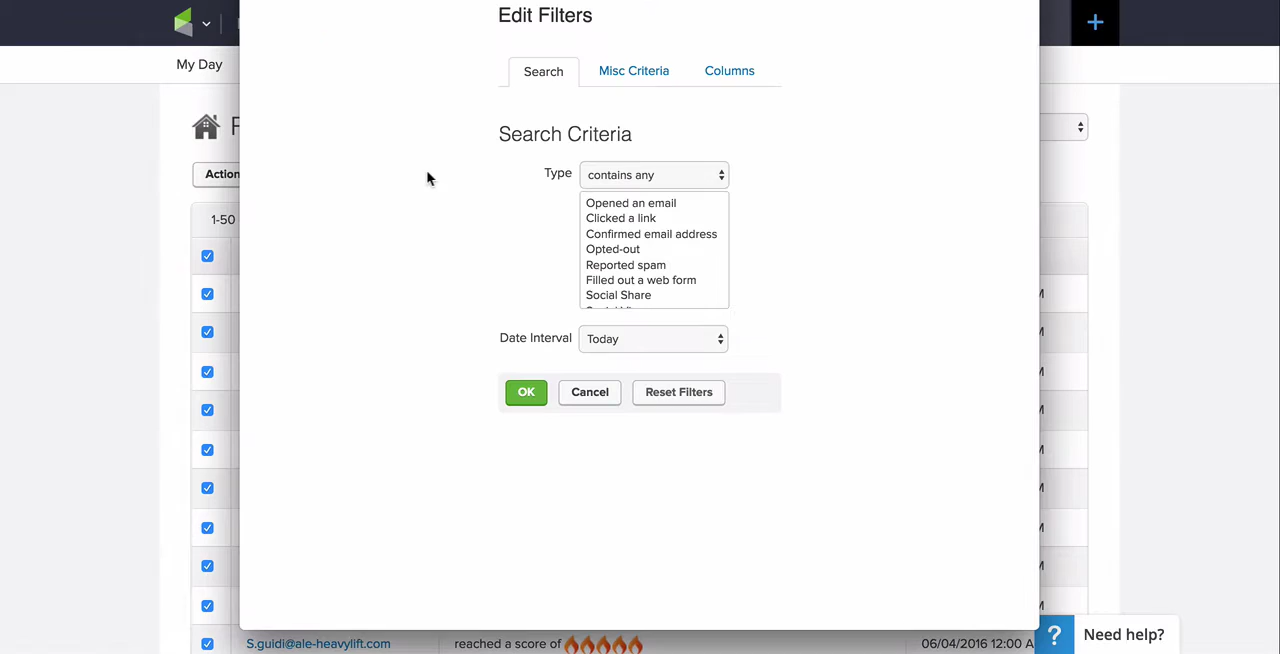 Edit Filters
My Day
Search Misc Criteria Columns
Search Criteria
Type contains any
Action
1-50
Opened an email
Clicked a link
Confirmed email address
Opted-out
Reported spam
Filled out a web form
Social Share
Date Interval Today
OK Cancel Reset Filters
S.guidi@ale-heavylift.com reached a score of 06/04/2016 12:00 A
? Need help?